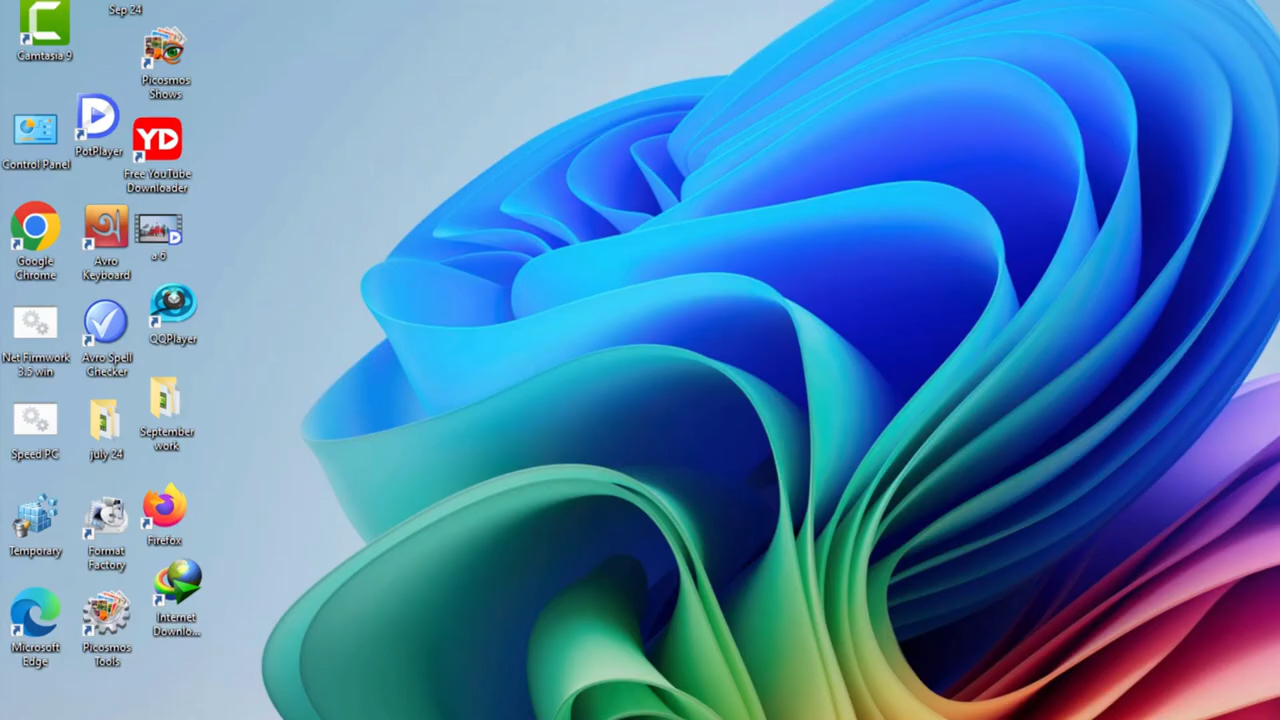 Sep 24
Camtasia 9
Picosmos
Shows
Control Panel
PotPlayer
YD
Free YouTube
Downloader
Google
Chrome
Avro
Keyboard
a 6
Net Firmwork
3.5 win
Avro Spell
Checker
QQPlayer
Speed PC
july 24
September
work
Temporary
Format
Factory
Firefox
Microsoft
Edge
Picosmos
Tools
Internet
Downlo...